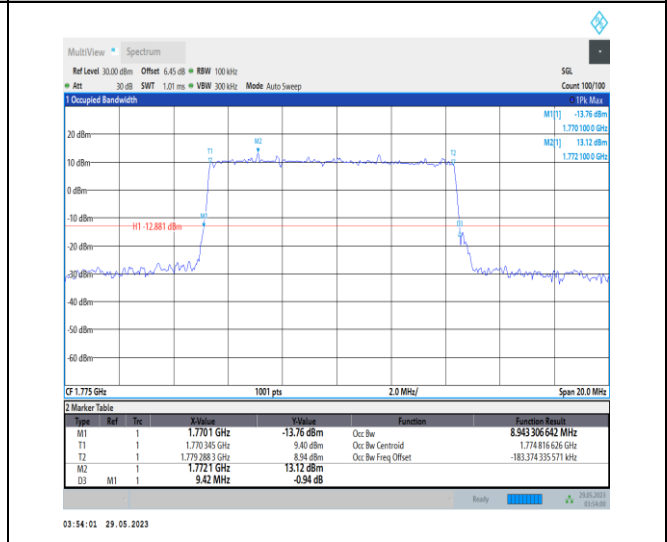 MultiView Spectrum
Ref Level 30.00 dBm Offset 6.45 dB RBW 100 kHz SGL
Att 30 dB SWT 1.01 ms VBW 300 kHz Mode Auto Sweep Count 100/100
1 Occupied Bandwidth 1Pk Max
M1[1] -13.76 dBm
1.770 100 0 GHz
M2[1] 13.12 dBm
1.772 100 0 GHz
20 dBm
M2
T1
T2
10 dBm
0 dBm
-10 dBm
M1
H1 -12.881 dBm
D3
-20 dBm
-30 dBm
-40 dBm
-50 dBm
-60 dBm
CF 1.775 GHz 1001 pts 2.0 MHz/ Span 20.0 MHz
2 Marker Table
Type Ref Trc X-Value Y-Value Function Function Result
M1 1 1.7701 GHz -13.76 dBm Occ Bw 8.943 306 642 MHz
T1 1 1.770 345 GHz 9.40 dBm Occ Bw Centroid 1.774 816 626 GHz
T2 1 1.779 288 3 GHz 8.94 dBm Occ Bw Freq Offset -183.374 335 571 kHz
M2 1 1.7721 GHz 13.12 dBm
D3 M1 1 9.42 MHz -0.94 dB
Ready 29.05.2023
03:54:00
03:54:01 29.05.2023